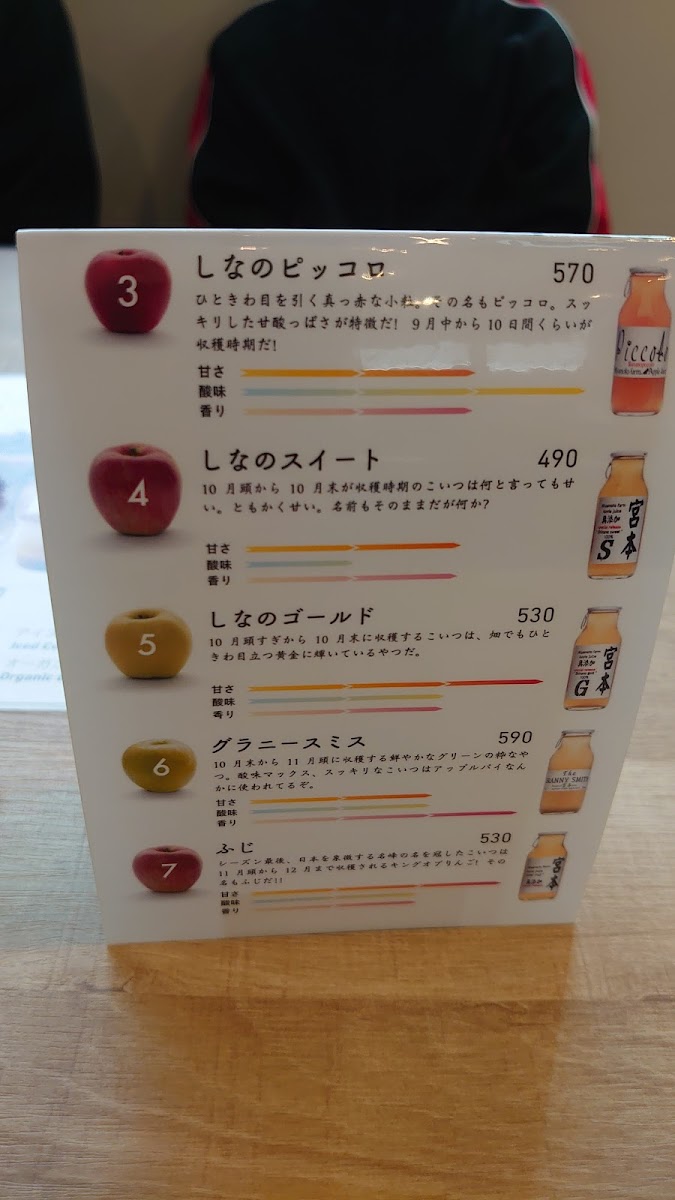 3
しなのピッコロ 570
ひときわ目を引く真っ赤な小粒。その名もピッコロ。スッ
キリした甘酸っぱさが特徴だ! 9月中から10日間くらいが
収穫時期だ!
甘さ
酸味
香り
Piccolo
4
しなのスイート 490
10月頭から10月末が収穫時期のこいつは何と言ってもせ
い。ともかくせい。名前もそのままだが何か?
甘さ
酸味
香り
宮本
S
5
しなのゴールド 530
10月頭すぎから10月末に収穫するこいつは、畑でもひと
きわ目立つ黄金に輝いているやつだ。
甘さ
酸味
香り
宮本
G
6
グラニースミス 590
10月末から11月頭に収穫する鮮やかなグリーンの粋なや
つ。酸味マックス、スッキリなこいつはアップルパイなん
かに使われてるぞ。
甘さ
酸味
香り
The
GRANNY SMITH
7
ふじ 530
レーズン最後、日本を象徴する名峰の名を冠したこいつは
11月頭から12月まで収穫されるキングオブりんご! その
名もふじだ!!
甘さ
酸味
香り
宮本